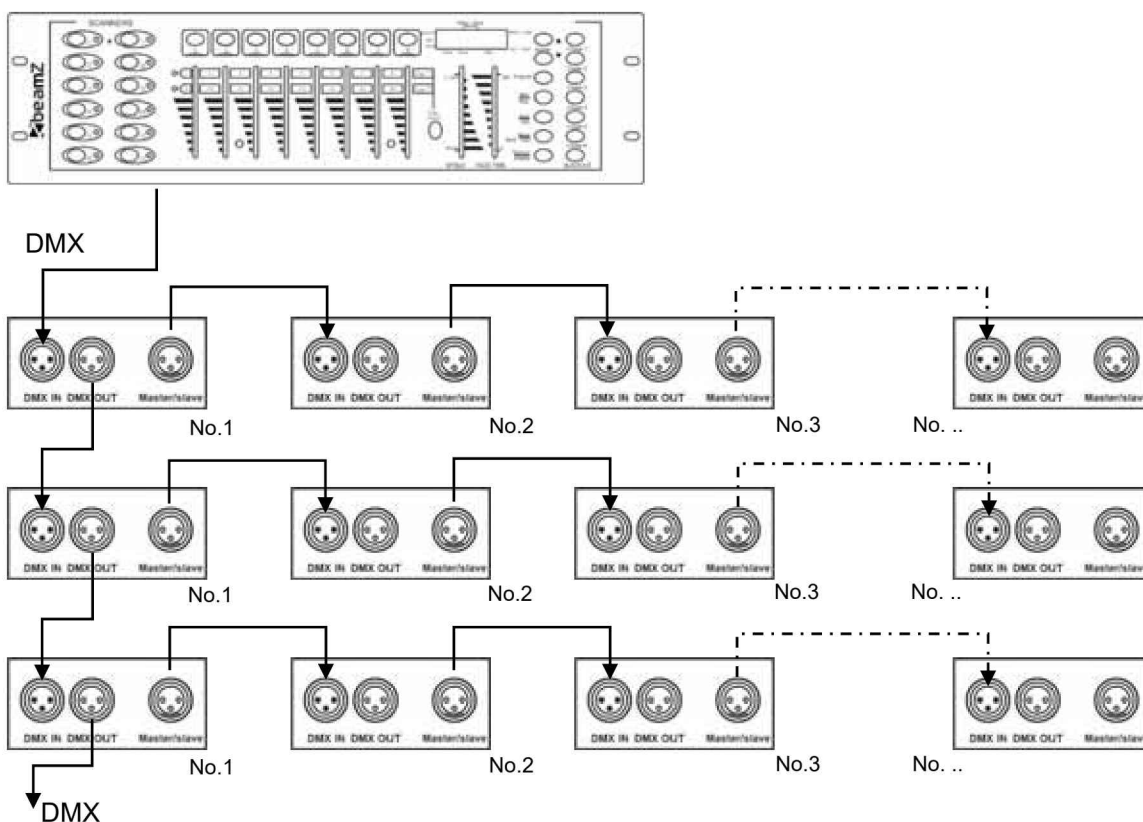 SCANNERS
beamZ
DMX
DMX IN DMX OUT Master/slave
DMX IN DMX OUT Master/slave
DMX IN DMX OUT Master/slave
DMX IN DMX OUT Master/slave
No.1
No.2
No.3
No. ..
DMX IN DMX OUT Master/slave
DMX IN DMX OUT Master/slave
DMX IN DMX OUT Master/slave
DMX IN DMX OUT Master/slave
No.1
No.2
No.3
No. ..
DMX IN DMX OUT Master/slave
DMX IN DMX OUT Master/slave
DMX IN DMX OUT Master/slave
DMX IN DMX OUT Master/slave
No.1
No.2
No.3
No. ..
DMX